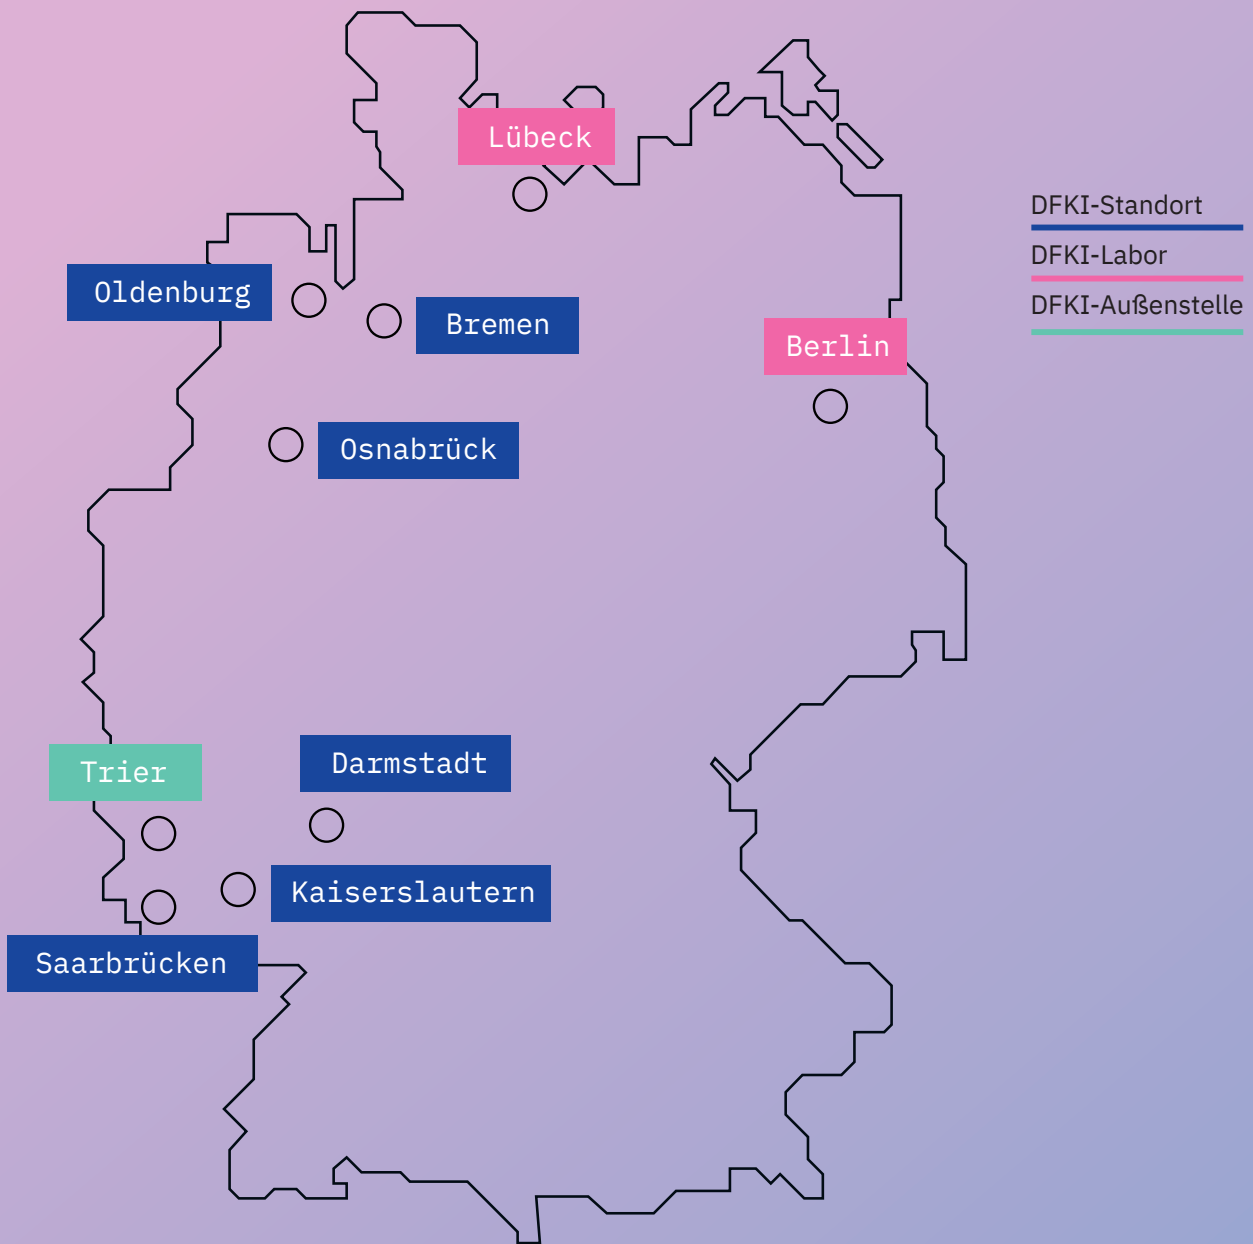 Lübeck
DFKI-Standort
DFKI-Labor
DFKI-Außenstelle
Oldenburg
Bremen
Berlin
Osnabrück
Trier
Darmstadt
Kaiserslautern
Saarbrücken